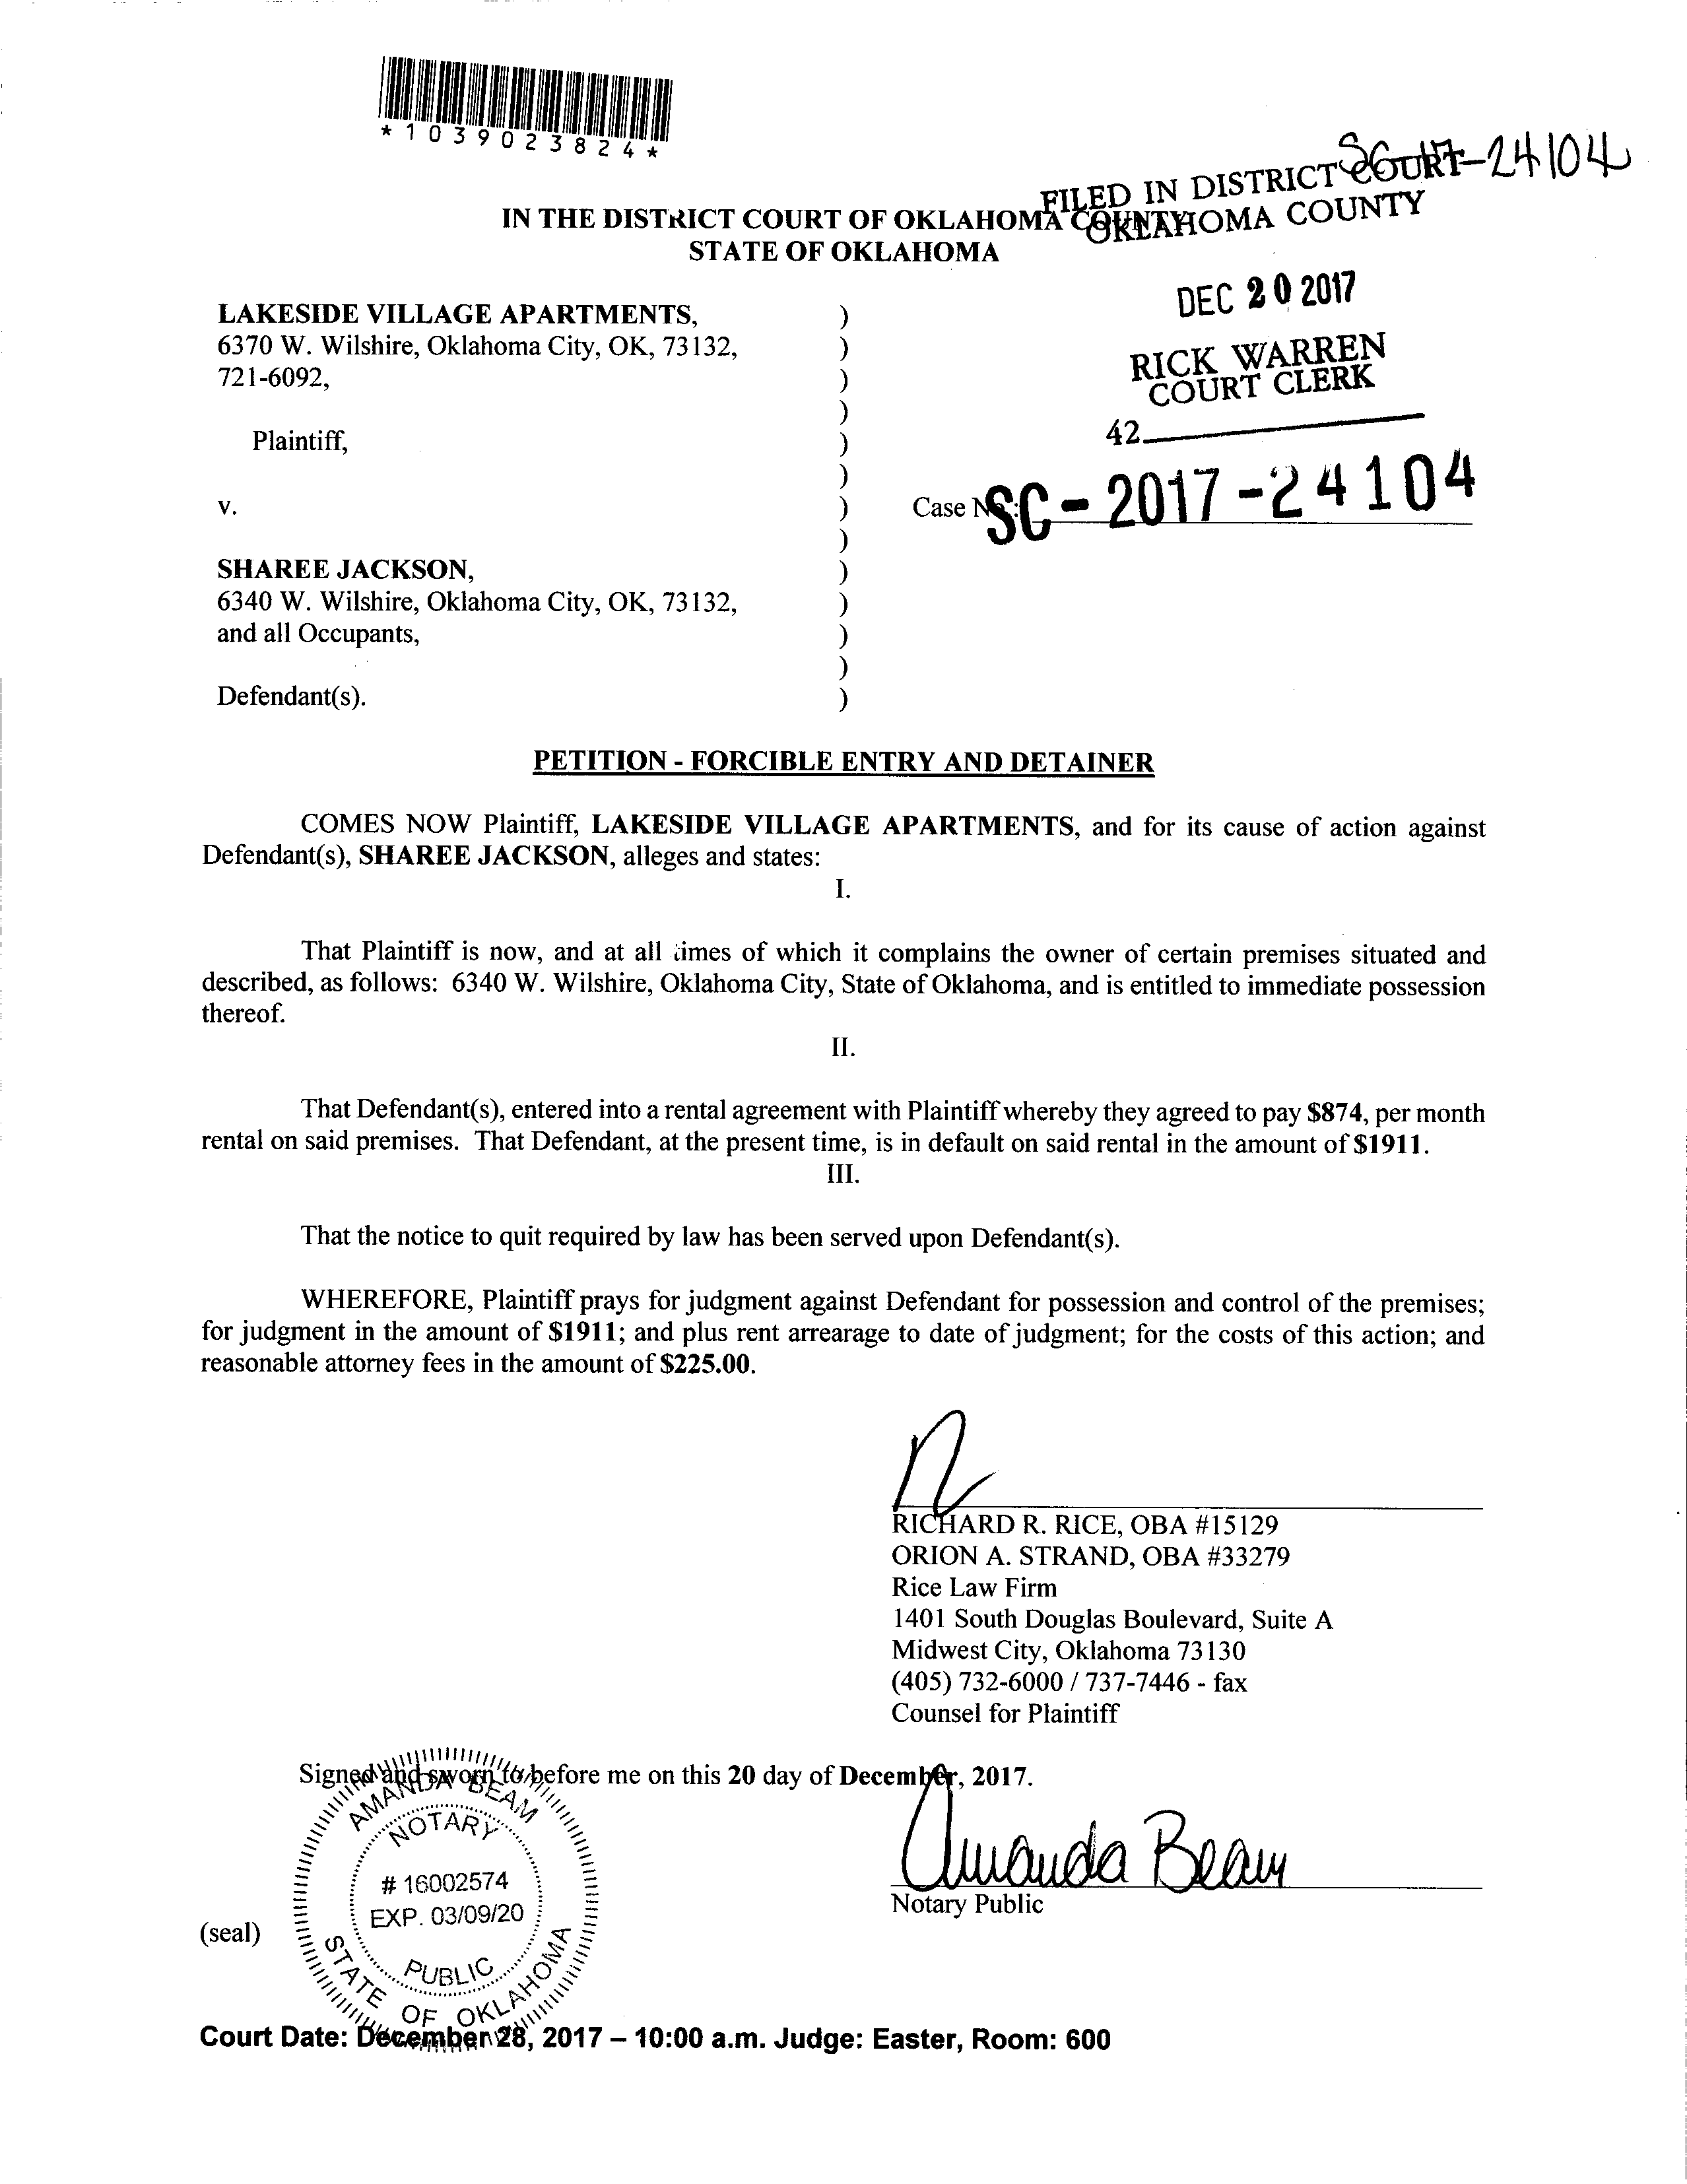 *1039023824*
SC-17-24104
FILED IN DISTRICT COURT
OKLAHOMA COUNTY
IN THE DISTRICT COURT OF OKLAHOMA COUNTY
STATE OF OKLAHOMA
DEC 20 2017
RICK WARREN
COURT CLERK
42
LAKESIDE VILLAGE APARTMENTS, )
6370 W. Wilshire, Oklahoma City, OK, 73132, )
721-6092, )
)
Plaintiff, )
)
v. ) Case No.: SC-2017-24104
)
SHAREE JACKSON, )
6340 W. Wilshire, Oklahoma City, OK, 73132, )
and all Occupants, )
)
Defendant(s). )
PETITION - FORCIBLE ENTRY AND DETAINER
COMES NOW Plaintiff, LAKESIDE VILLAGE APARTMENTS, and for its cause of action against
Defendant(s), SHAREE JACKSON, alleges and states:
I.
That Plaintiff is now, and at all times of which it complains the owner of certain premises situated and
described, as follows: 6340 W. Wilshire, Oklahoma City, State of Oklahoma, and is entitled to immediate possession
thereof.
II.
That Defendant(s), entered into a rental agreement with Plaintiff whereby they agreed to pay $874, per month
rental on said premises. That Defendant, at the present time, is in default on said rental in the amount of $1911.
III.
That the notice to quit required by law has been served upon Defendant(s).
WHEREFORE, Plaintiff prays for judgment against Defendant for possession and control of the premises;
for judgment in the amount of $1911; and plus rent arrearage to date of judgment; for the costs of this action; and
reasonable attorney fees in the amount of $225.00.
RICHARD R. RICE, OBA #15129
ORION A. STRAND, OBA #33279
Rice Law Firm
1401 South Douglas Boulevard, Suite A
Midwest City, Oklahoma 73130
(405) 732-6000 / 737-7446 - fax
Counsel for Plaintiff
Signed and sworn to before me on this 20 day of December, 2017.
Amanda Beam
Notary Public
AMANDA BEAM
NOTARY
# 16002574
EXP. 03/09/20
PUBLIC
STATE OF OKLAHOMA
(seal)
Court Date: December 28, 2017 – 10:00 a.m. Judge: Easter, Room: 600